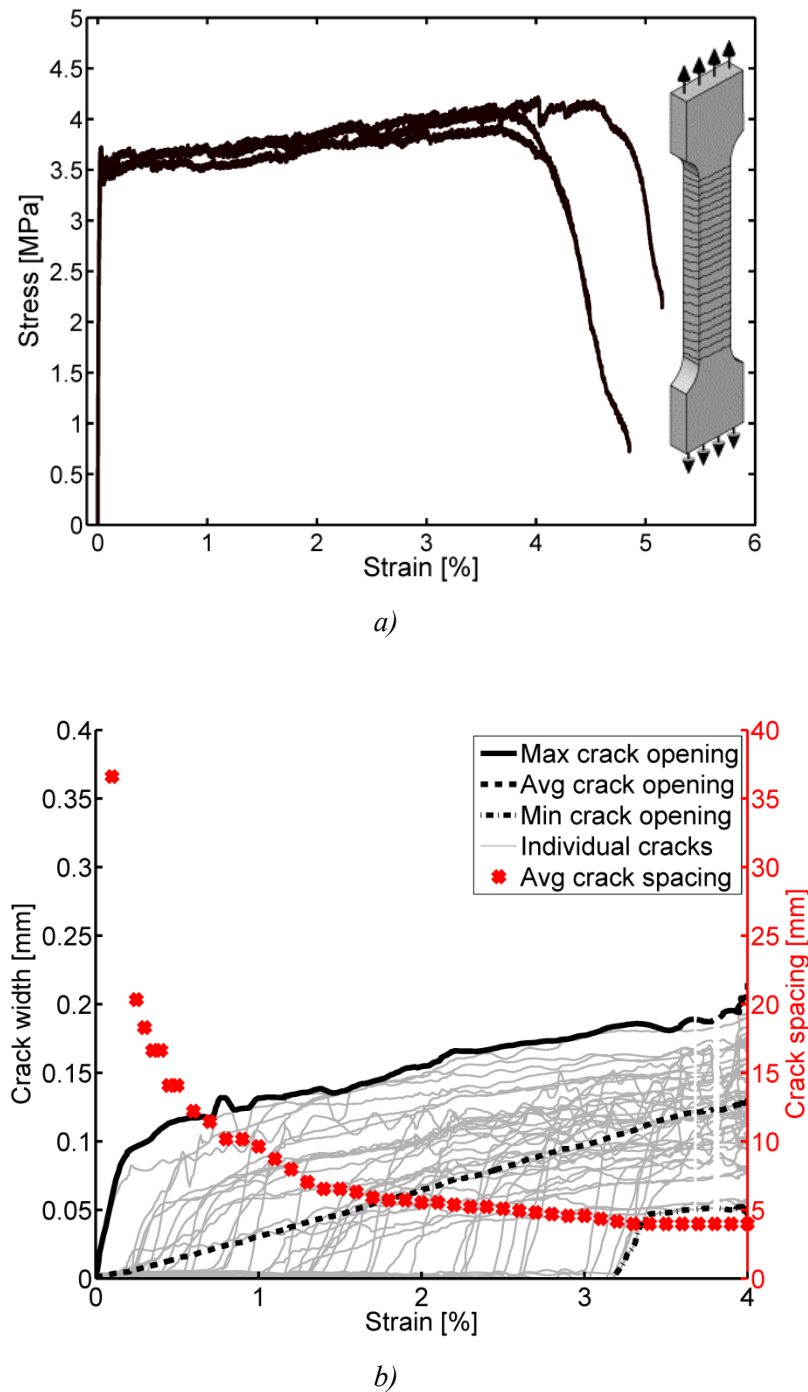 5
4.5
4
3.5
3
2.5
2
1.5
1
0.5
0
Stress [MPa]
0 1 2 3 4 5 6
Strain [%]
a)
0.4
0.35
0.3
0.25
0.2
0.15
0.1
0.05
0
Crack width [mm]
Max crack opening
Avg crack opening
Min crack opening
Individual cracks
Avg crack spacing
40
35
30
25
20
15
10
5
0
Crack spacing [mm]
0 1 2 3 4
Strain [%]
b)